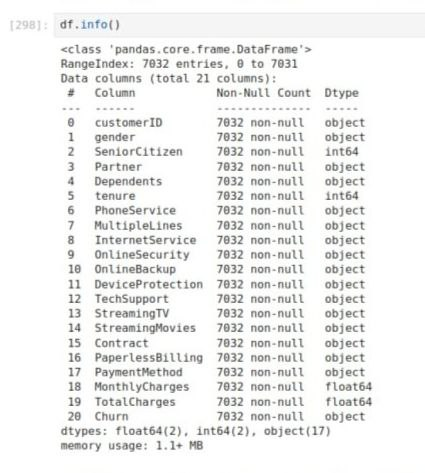 [298]: df.info()
<class 'pandas.core.frame.DataFrame'>
RangeIndex: 7032 entries, 0 to 7031
Data columns (total 21 columns):
 #   Column            Non-Null Count  Dtype
---  ------            --------------  -----
 0   customerID        7032 non-null   object
 1   gender            7032 non-null   object
 2   SeniorCitizen     7032 non-null   int64
 3   Partner           7032 non-null   object
 4   Dependents        7032 non-null   object
 5   tenure            7032 non-null   int64
 6   PhoneService      7032 non-null   object
 7   MultipleLines     7032 non-null   object
 8   InternetService   7032 non-null   object
 9   OnlineSecurity    7032 non-null   object
 10  OnlineBackup      7032 non-null   object
 11  DeviceProtection  7032 non-null   object
 12  TechSupport       7032 non-null   object
 13  StreamingTV       7032 non-null   object
 14  StreamingMovies   7032 non-null   object
 15  Contract          7032 non-null   object
 16  PaperlessBilling  7032 non-null   object
 17  PaymentMethod     7032 non-null   object
 18  MonthlyCharges    7032 non-null   float64
 19  TotalCharges      7032 non-null   float64
 20  Churn             7032 non-null   object
dtypes: float64(2), int64(2), object(17)
memory usage: 1.1+ MB